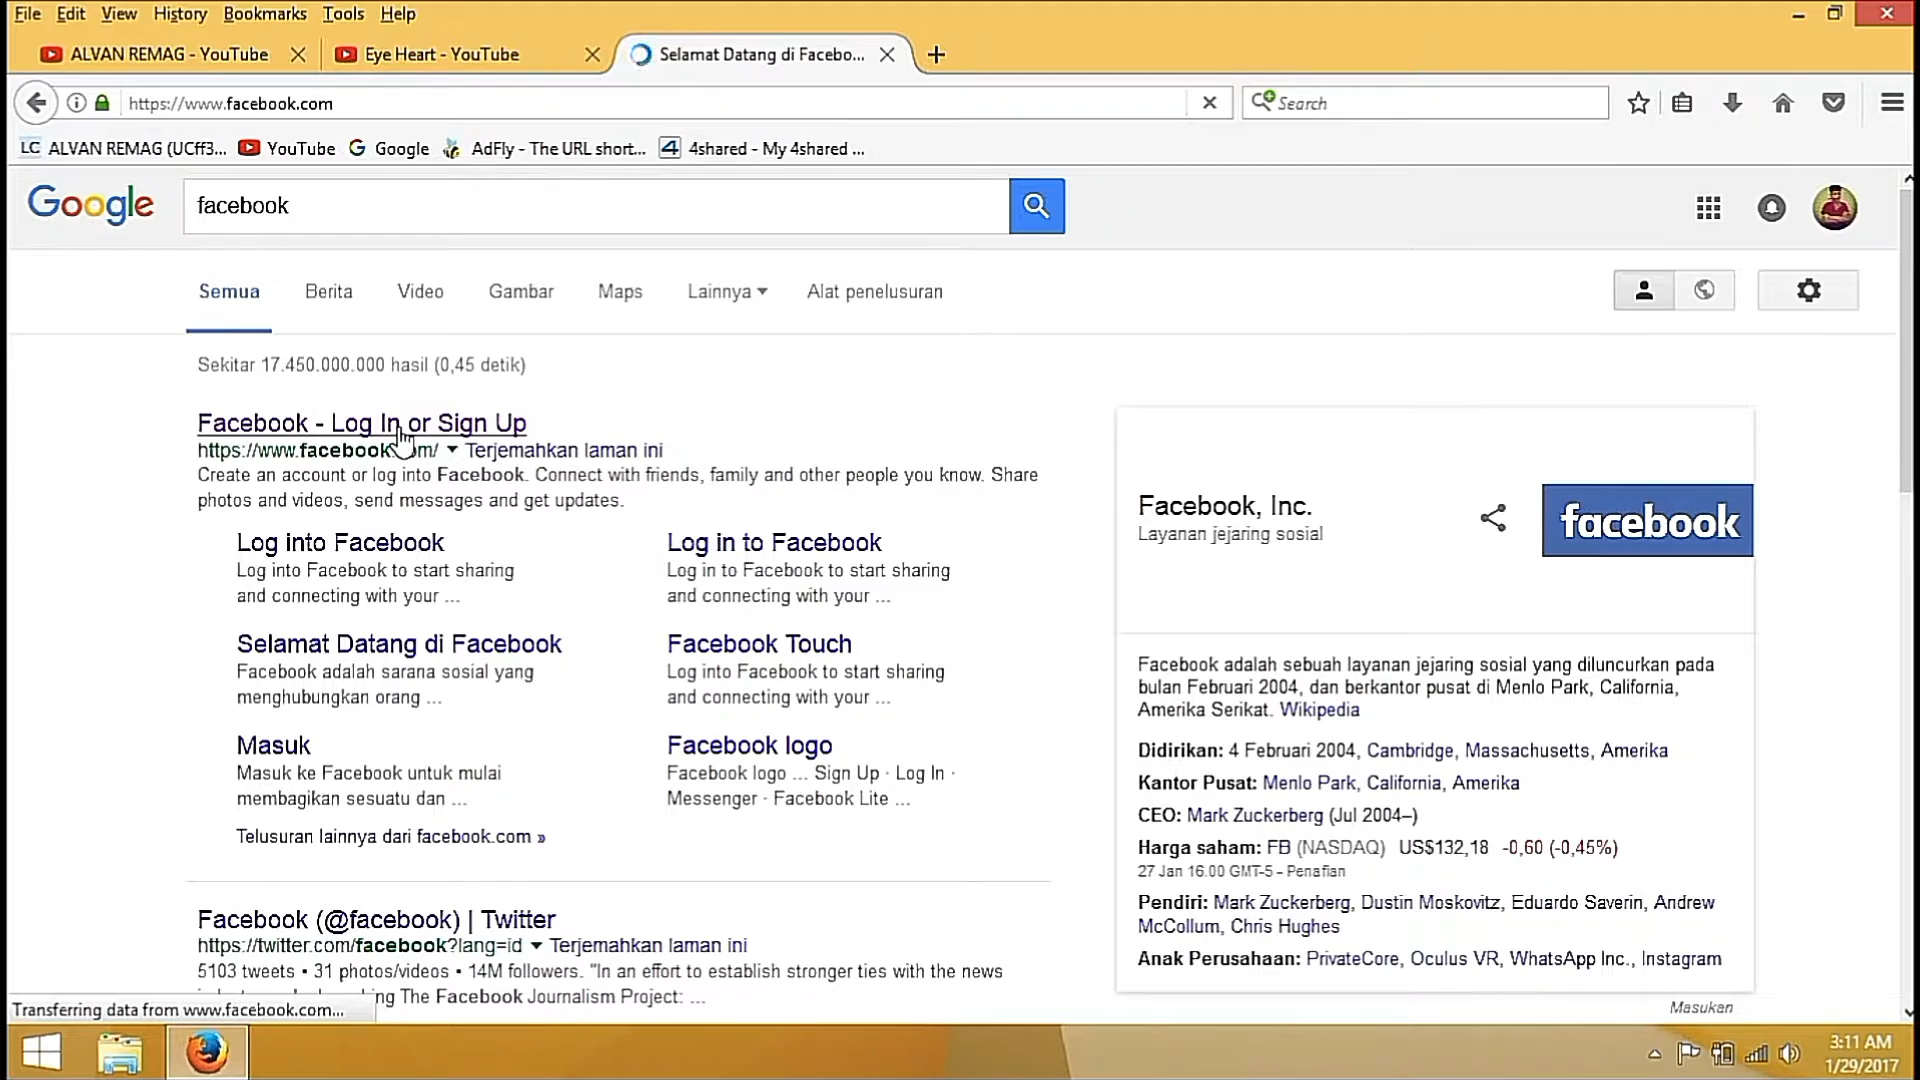 File Edit View History Bookmarks Tools Help
ALVAN REMAG - YouTube
Eye Heart - YouTube
Selamat Datang di Facebo...
https://www.facebook.com
Search
LC ALVAN REMAG (UCff3... YouTube Google AdFly - The URL short... 4 4shared - My 4shared ...
Google
facebook
Semua Berita Video Gambar Maps Lainnya Alat penelusuran
Sekitar 17.450.000.000 hasil (0,45 detik)
Facebook - Log In or Sign Up
https://www.facebook.com/ Terjemahkan laman ini
Create an account or log into Facebook. Connect with friends, family and other people you know. Share
photos and videos, send messages and get updates.
Log into Facebook
Log into Facebook to start sharing
and connecting with your ...
Log in to Facebook
Log in to Facebook to start sharing
and connecting with your ...
Selamat Datang di Facebook
Facebook adalah sarana sosial yang
menghubungkan orang ...
Facebook Touch
Log into Facebook to start sharing
and connecting with your ...
Masuk
Masuk ke Facebook untuk mulai
membagikan sesuatu dan ...
Facebook logo
Facebook logo ... Sign Up · Log In ·
Messenger · Facebook Lite ...
Telusuran lainnya dari facebook.com »
Facebook (@facebook) | Twitter
https://twitter.com/facebook?lang=id Terjemahkan laman ini
5103 tweets • 31 photos/videos • 14M followers. "In an effort to establish stronger ties with the news
The Facebook Journalism Project: ...
Facebook, Inc.
Layanan jejaring sosial
facebook
Facebook adalah sebuah layanan jejaring sosial yang diluncurkan pada
bulan Februari 2004, dan berkantor pusat di Menlo Park, California,
Amerika Serikat. Wikipedia
Didirikan: 4 Februari 2004, Cambridge, Massachusetts, Amerika
Kantor Pusat: Menlo Park, California, Amerika
CEO: Mark Zuckerberg (Jul 2004–)
Harga saham: FB (NASDAQ) US$132,18 -0,60 (-0,45%)
27 Jan 16.00 GMT-5 - Penafian
Pendiri: Mark Zuckerberg, Dustin Moskovitz, Eduardo Saverin, Andrew
McCollum, Chris Hughes
Anak Perusahaan: PrivateCore, Oculus VR, WhatsApp Inc., Instagram
Masukan
Transferring data from www.facebook.com...
3:11 AM
1/29/2017